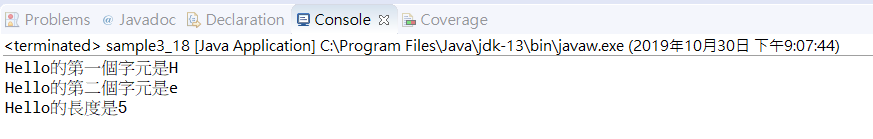 Problems @ Javadoc Declaration Console Coverage
<terminated> sample3_18 [Java Application] C:\Program Files\Java\jdk-13\bin\javaw.exe (2019年10月30日 下午9:07:44)
Hello的第一個字元是H
Hello的第二個字元是e
Hello的長度是5